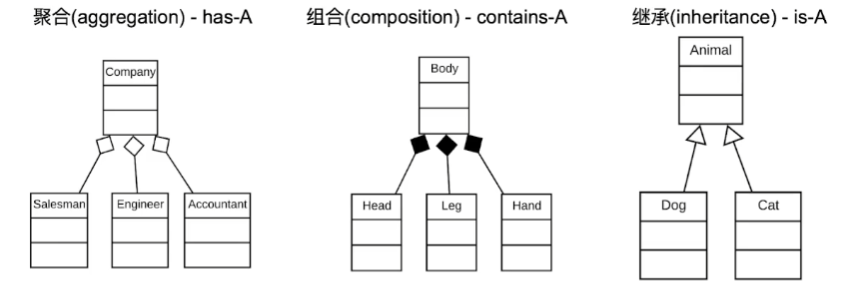 聚合(aggregation) - has-A
组合(composition) - contains-A
继承(inheritance) - is-A
Company
Salesman
Engineer
Accountant
Body
Head
Leg
Hand
Animal
Dog
Cat